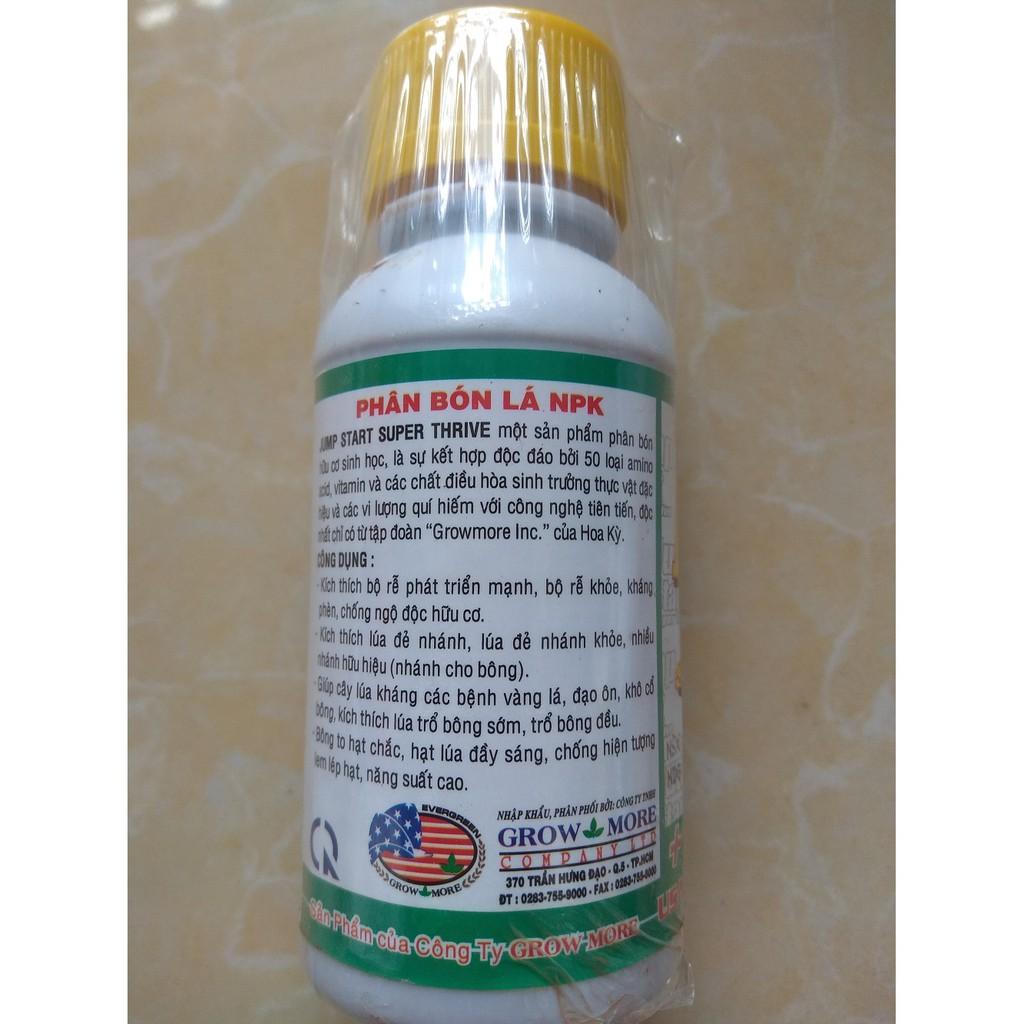 PHÂN BÓN LÁ NPK
JUMP START SUPER THRIVE một sản phẩm phân bón
hữu cơ sinh học, là sự kết hợp độc đáo bởi 50 loại amino
acid, vitamin và các chất điều hòa sinh trưởng thực vật đặc
hiệu và các vi lượng quí hiếm với công nghệ tiên tiến, độc
nhất chỉ có từ tập đoàn “Growmore Inc.” của Hoa Kỳ.
CÔNG DỤNG :
- Kích thích bộ rễ phát triển mạnh, bộ rễ khỏe, kháng
phèn, chống ngộ độc hữu cơ.
- Kích thích lúa đẻ nhánh, lúa đẻ nhánh khỏe, nhiều
nhánh hữu hiệu (nhánh cho bông).
- Giúp cây lúa kháng các bệnh vàng lá, đạo ôn, khô cổ
bông, kích thích lúa trổ bông sớm, trổ bông đều.
- Bông to hạt chắc, hạt lúa đầy sáng, chống hiện tượng
lem lép hạt, năng suất cao.
EVERGREEN
GROW MORE
NHẬP KHẨU, PHÂN PHỐI BỞI: CÔNG TY TNHH
GROW MORE
COMPANY LTD
370 TRẦN HƯNG ĐẠO - Q.5 - TP.HCM
ĐT : 0283-755-9000 - FAX : 0283-755-8000
Sản Phẩm của Công Ty GROW MORE